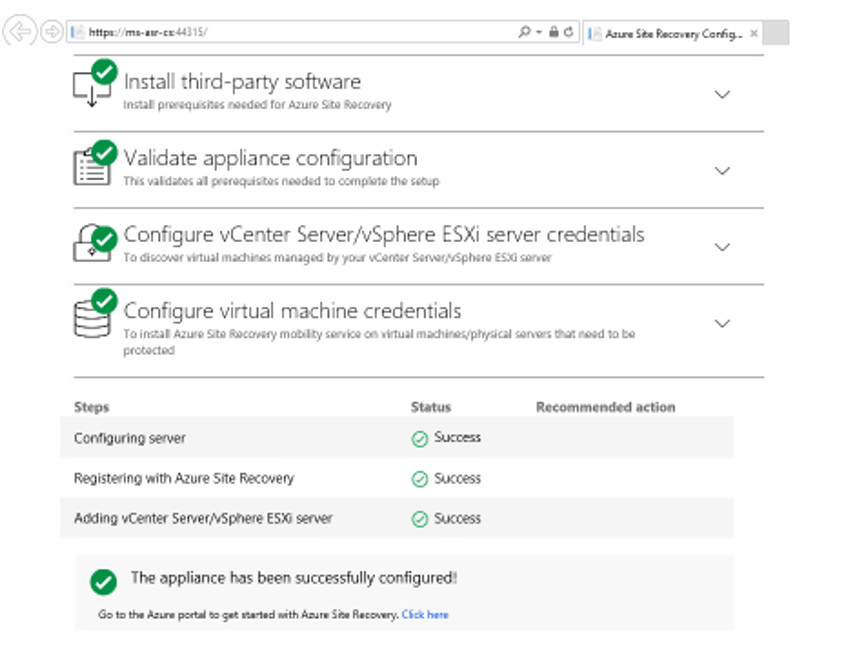 https://ms-asr-cs:44315/
Azure Site Recovery Config...
Install third-party software
Install prerequisites needed for Azure Site Recovery
Validate appliance configuration
This validates all prerequisites needed to complete the setup
Configure vCenter Server/vSphere ESXi server credentials
To discover virtual machines managed by your vCenter Server/vSphere ESXi server
Configure virtual machine credentials
To install Azure Site Recovery mobility service on virtual machines/physical servers that need to be
protected
Steps Status Recommended action
Configuring server Success
Registering with Azure Site Recovery Success
Adding vCenter Server/vSphere ESXi server Success
The appliance has been successfully configured!
Go to the Azure portal to get started with Azure Site Recovery. Click here